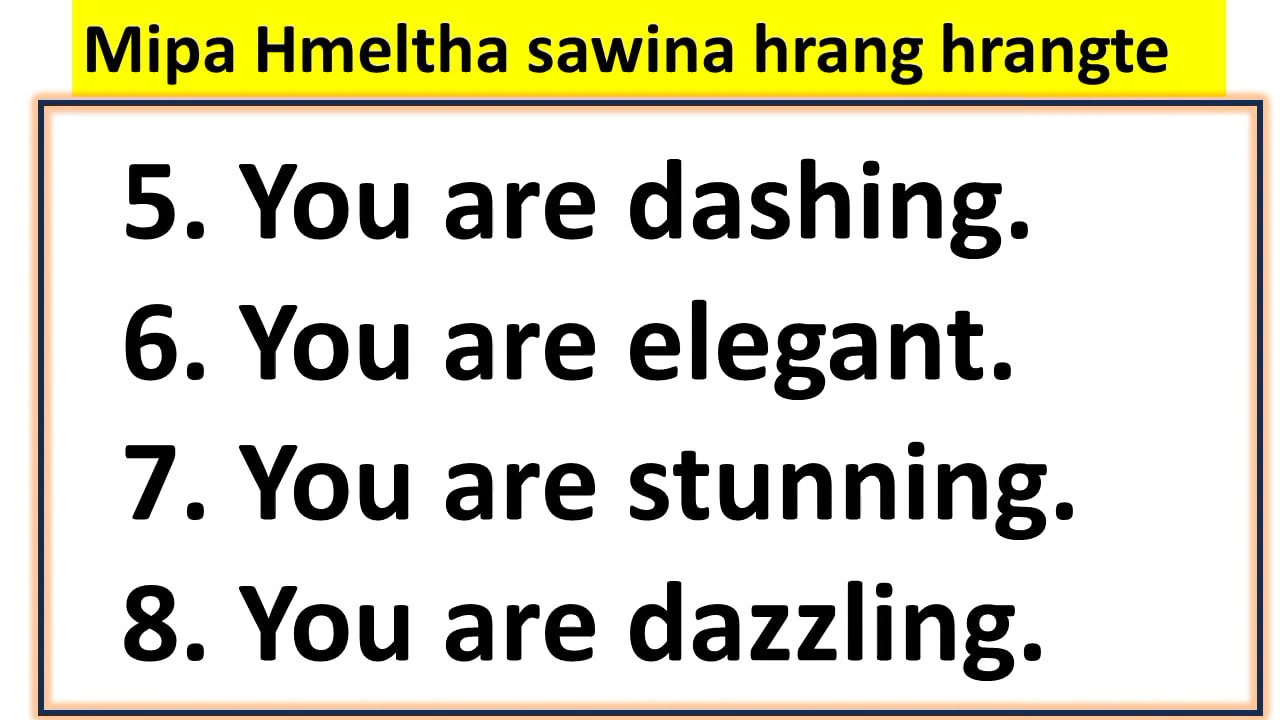 Mipa Hmeltha sawina hrang hrangte
5. You are dashing.
6. You are elegant.
7. You are stunning.
8. You are dazzling.